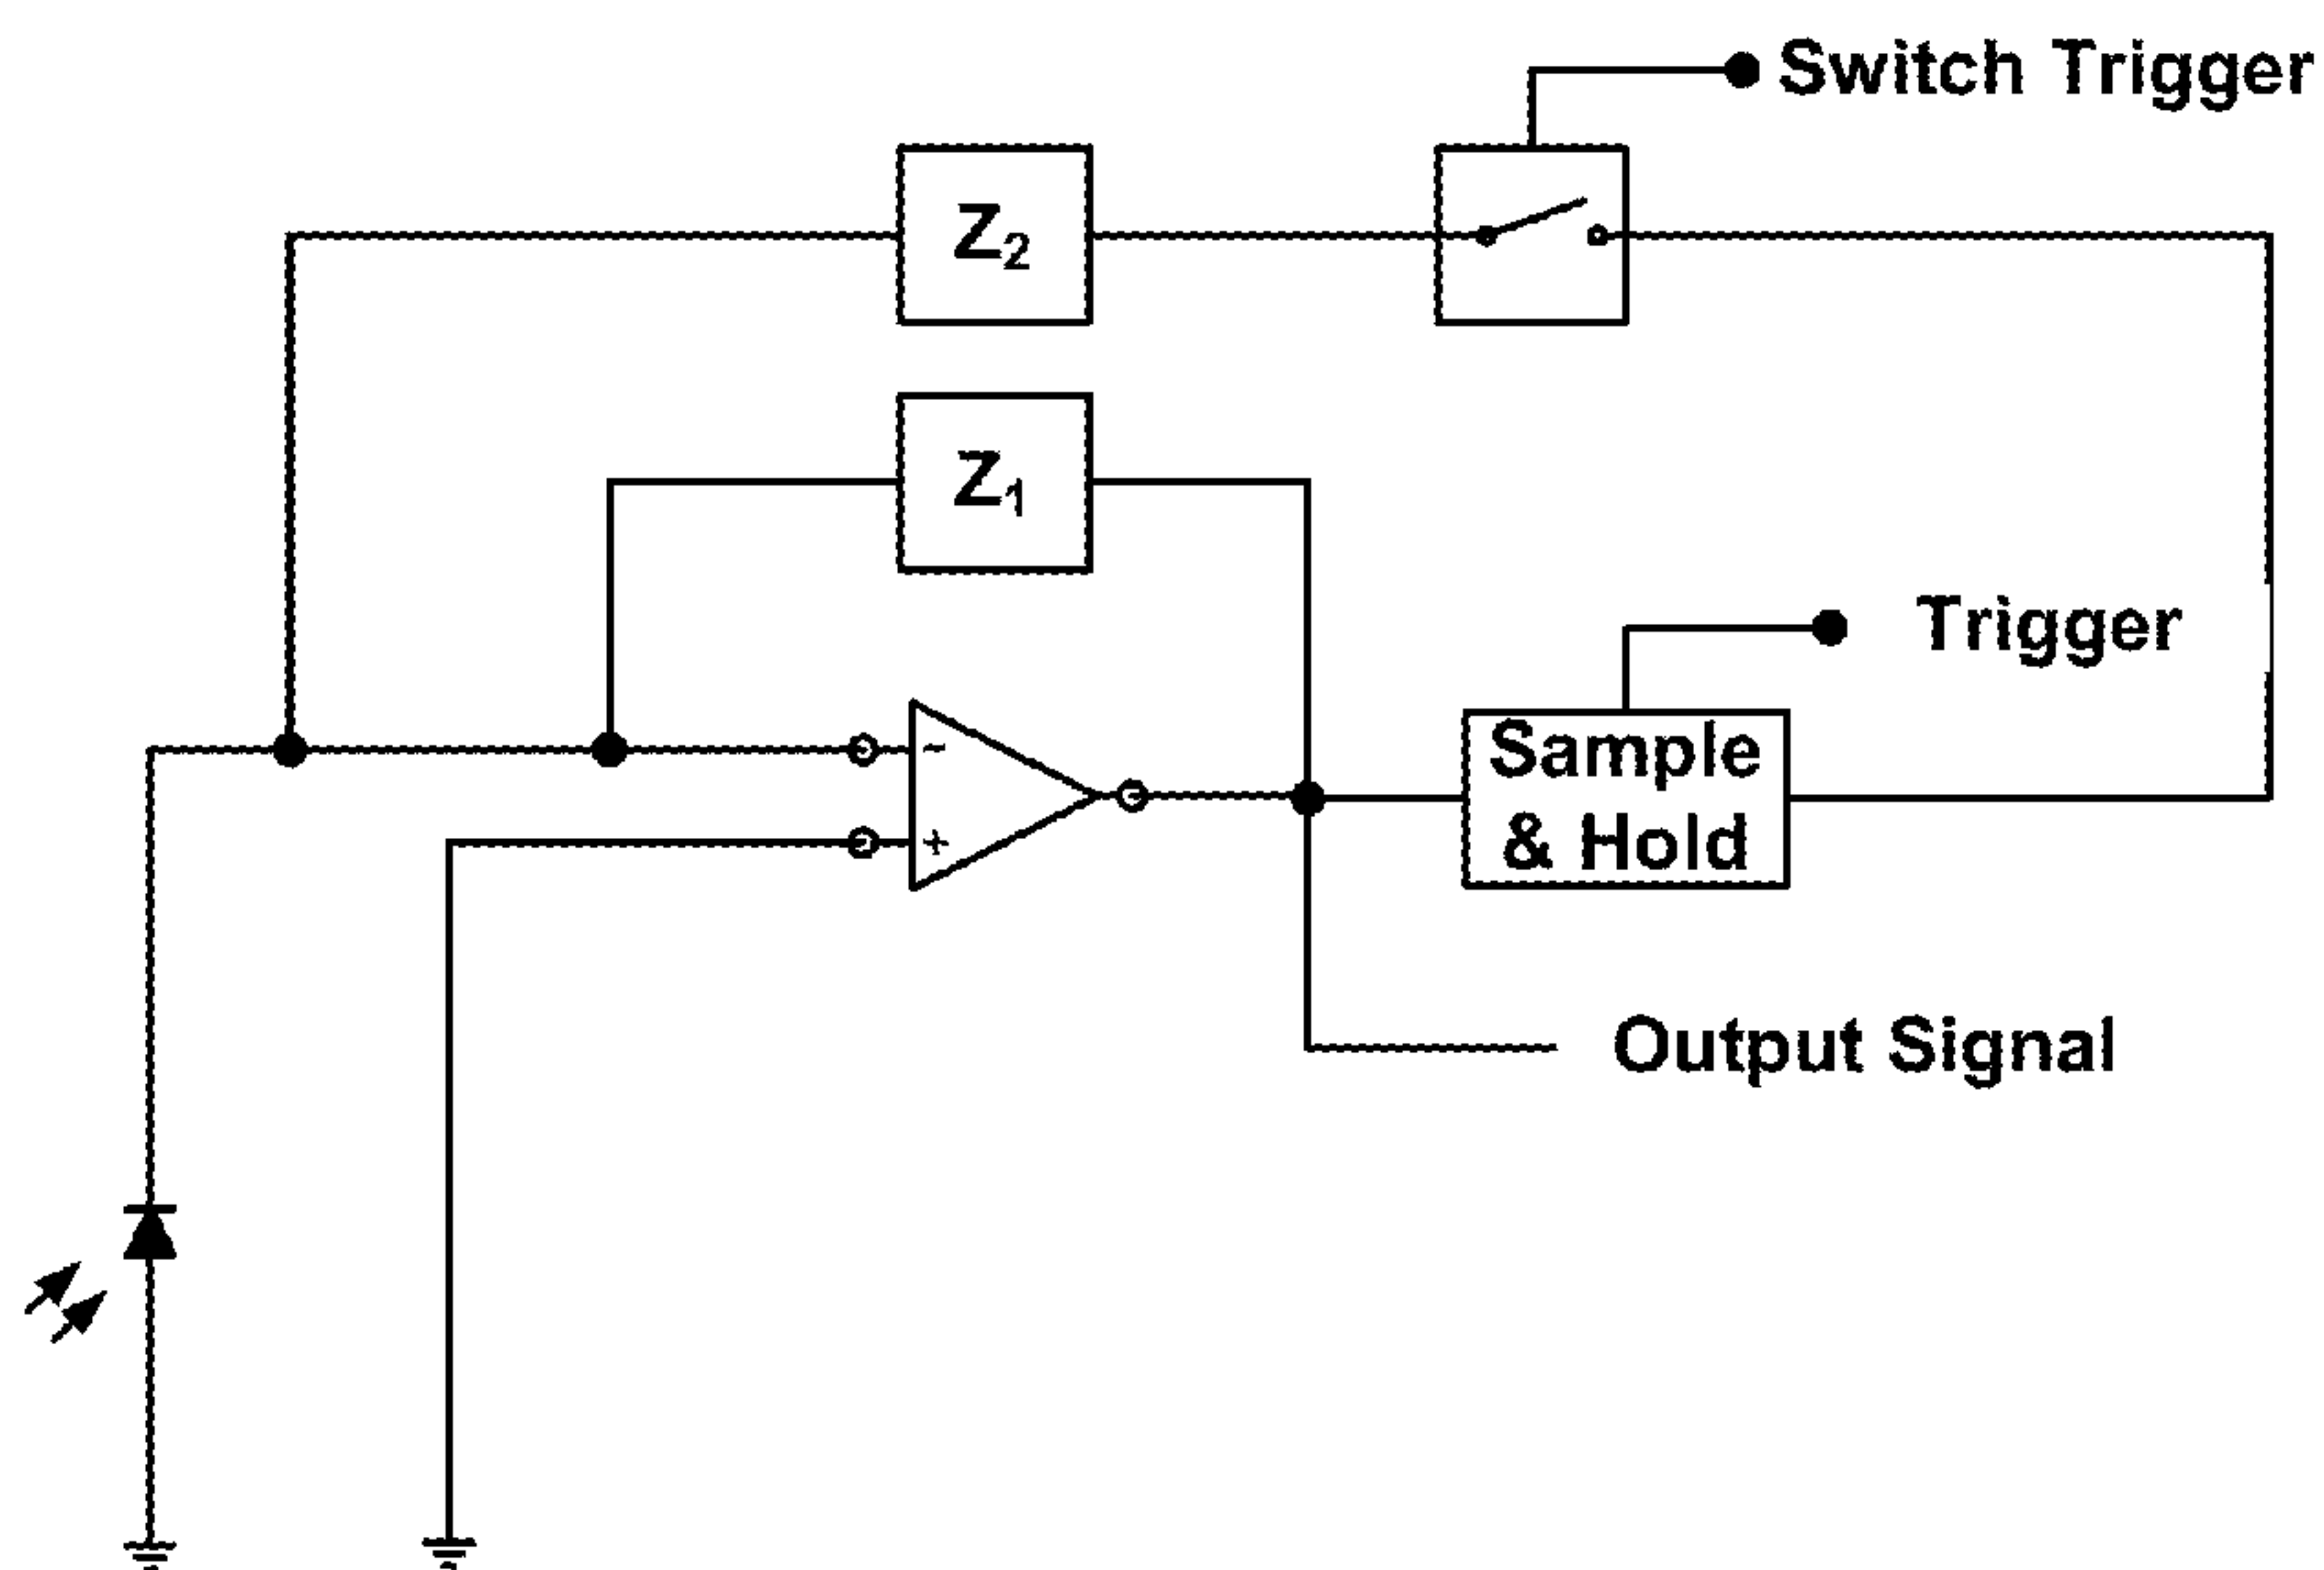 Switch Trigger
Z2
Z1
Trigger
Sample
& Hold
~
+
Output Signal